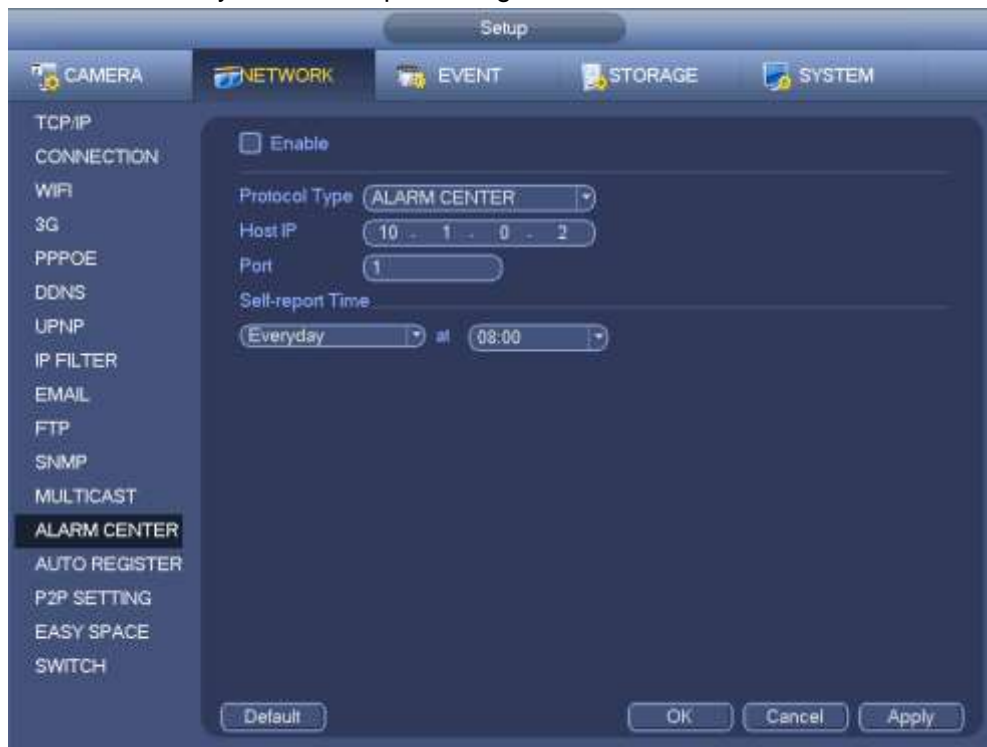 Setup
CAMERA NETWORK EVENT STORAGE SYSTEM
TCP/IP
CONNECTION
WIFI
3G
PPPOE
DDNS
UPNP
IP FILTER
EMAIL
FTP
SNMP
MULTICAST
ALARM CENTER
AUTO REGISTER
P2P SETTING
EASY SPACE
SWITCH
Enable
Protocol Type ALARM CENTER
Host IP 10 . 1 . 0 . 2
Port 1
Self-report Time
Everyday at 08:00
Default OK Cancel Apply